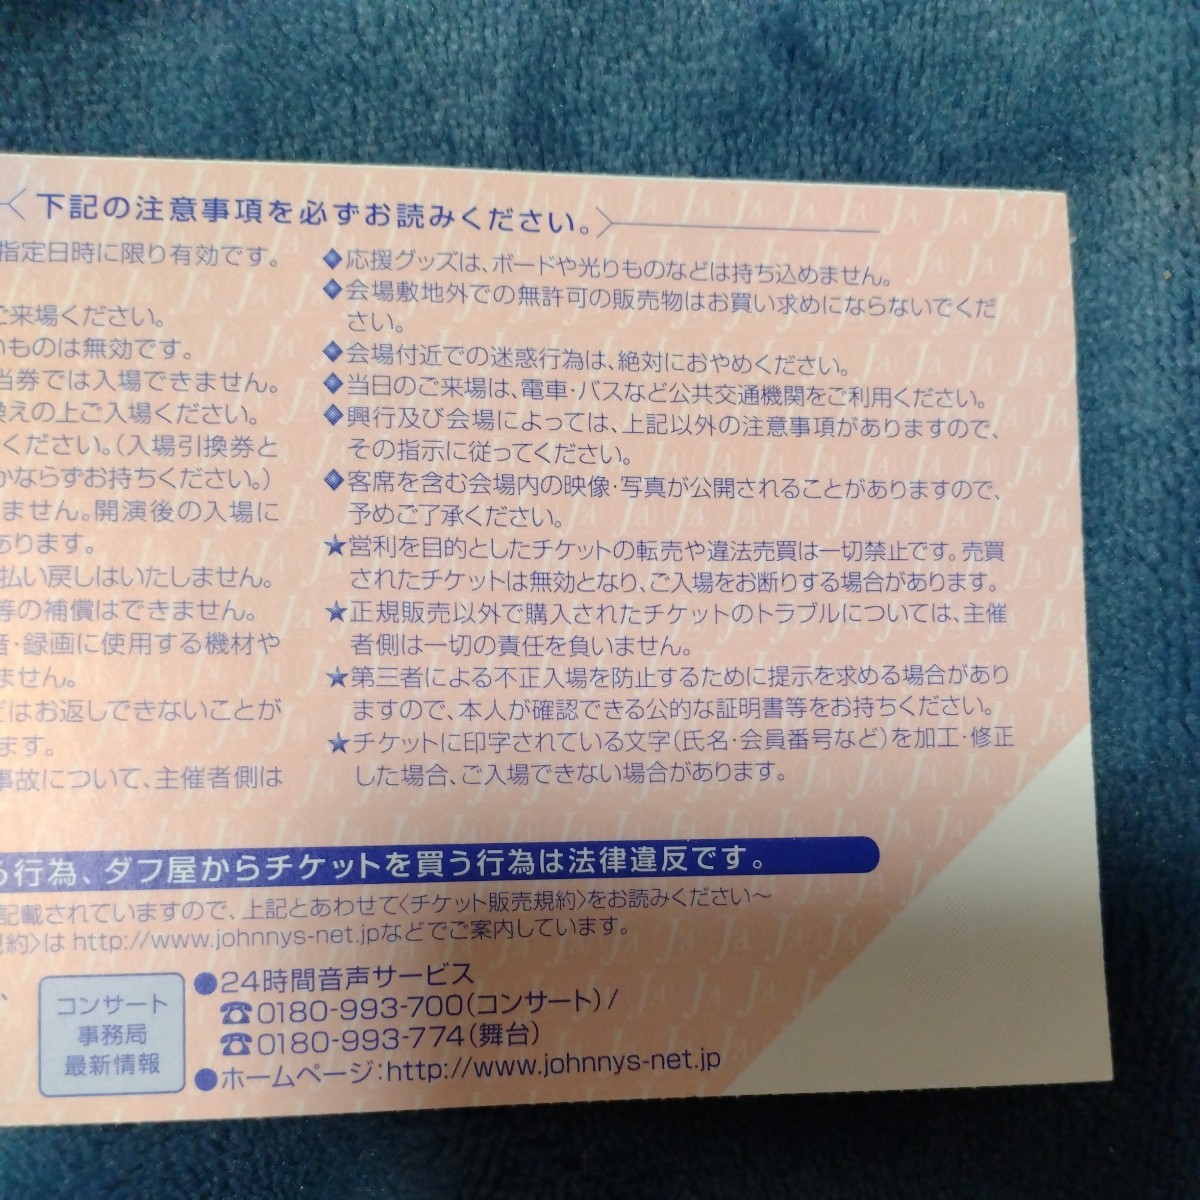 下記の注意事項を必ずお読みください。
指定日時に限り有効です。
ご来場ください。
いものは無効です。
当券では入場できません。
換えの上ご入場ください。
ください。(入場引換券と
かならずお持ちください。)
ません。開演後の入場に
あります。
払い戻しはいたしません。
等の補償はできません。
音・録画に使用する機材や
ません。
どはお返しできないことが
ます。
事故について、主催者側は
◆応援グッズは、ボードや光りものなどは持ち込めません。
◆会場敷地外での無許可の販売物はお買い求めにならないでくだ
さい。
◆会場付近での迷惑行為は、絶対におやめください。
◆当日のご来場は、電車・バスなど公共交通機関をご利用ください。
◆興行及び会場によっては、上記以外の注意事項がありますので、
その指示に従ってください。
◆客席を含む会場内の映像・写真が公開されることがありますので、
予めご了承ください。
★営利を目的としたチケットの転売や違法売買は一切禁止です。売買
されたチケットは無効となり、ご入場をお断りする場合があります。
★正規販売以外で購入されたチケットのトラブルについては、主催
者側は一切の責任を負いません。
★第三者による不正入場を防止するために提示を求める場合があり
ますので、本人が確認できる公的な証明書等をお持ちください。
★チケットに印字されている文字(氏名・会員番号など)を加工・修正
した場合、ご入場できない場合があります。
う行為、ダフ屋からチケットを買う行為は法律違反です。
記載されていますので、上記とあわせて〈チケット販売規約〉をお読みください〜
規約〉は http://www.johnnys-net.jpなどでご案内しています。
コンサート
事務局
最新情報
●24時間音声サービス
☎0180-993-700(コンサート)/
☎0180-993-774(舞台)
●ホームページ:http://www.johnnys-net.jp